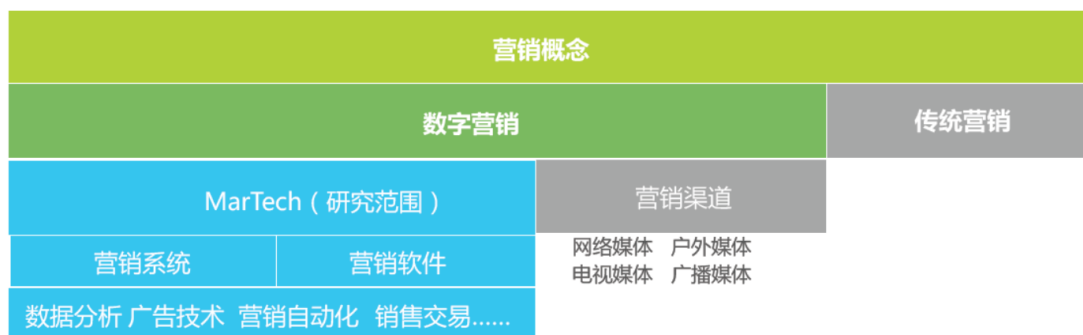 营销概念
数字营销
传统营销
MarTech（研究范围）
营销渠道
营销系统
营销软件
网络媒体 户外媒体
电视媒体 广播媒体
数据分析 广告技术 营销自动化 销售交易......